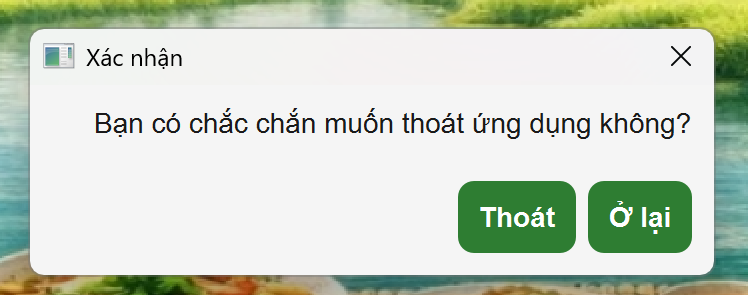 Xác nhận
Bạn có chắc chắn muốn thoát ứng dụng không?
Thoát
Ở lại